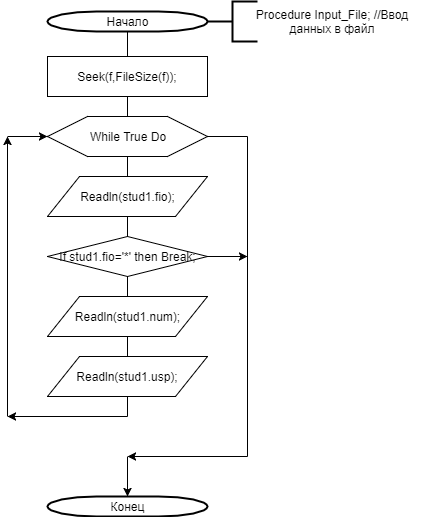 Начало
Procedure Input_File; //Ввод
данных в файл
Seek(f,FileSize(f));
While True Do
Readln(stud1.fio);
If stud1.fio='*' then Break;
Readln(stud1.num);
Readln(stud1.usp);
Конец